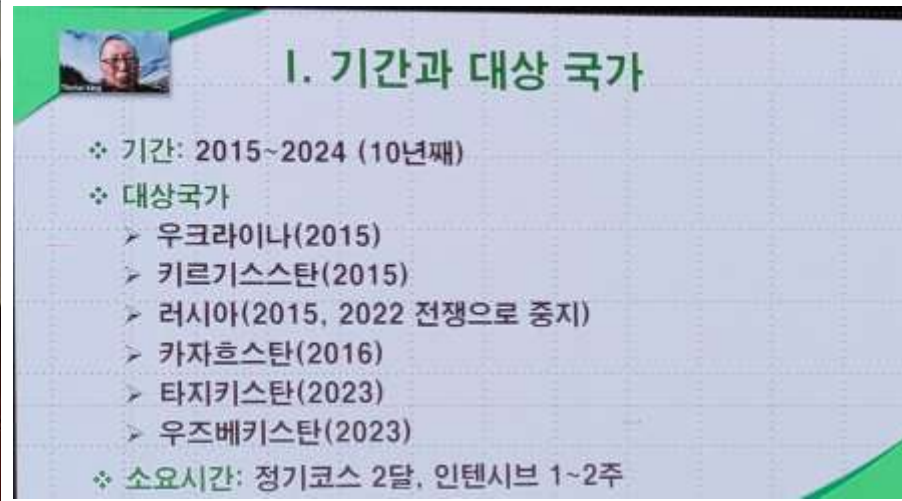 Ⅰ. 기간과 대상 국가
❖ 기간: 2015~2024 (10년째)
❖ 대상국가
➢ 우크라이나(2015)
➢ 키르기스스탄(2015)
➢ 러시아(2015, 2022 전쟁으로 중지)
➢ 카자흐스탄(2016)
➢ 타지키스탄(2023)
➢ 우즈베키스탄(2023)
❖ 소요시간: 정기코스 2달, 인텐시브 1~2주